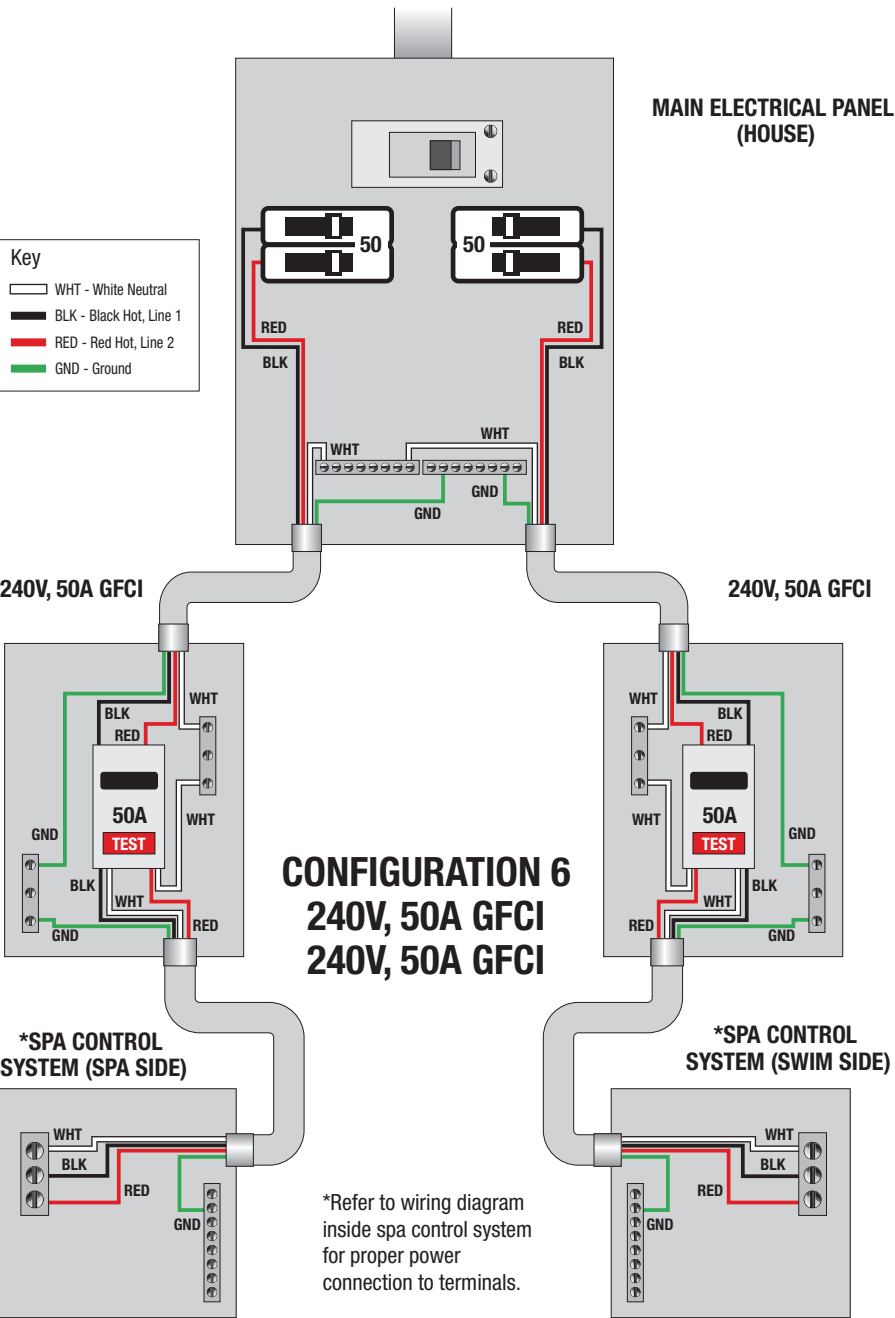 MAIN ELECTRICAL PANEL
(HOUSE)
50
50
Key
WHT - White Neutral
BLK - Black Hot, Line 1
RED - Red Hot, Line 2
GND - Ground
RED
RED
BLK
BLK
WHT
WHT
GND
GND
240V, 50A GFCI
240V, 50A GFCI
WHT
BLK
RED
50A
TEST
WHT
GND
BLK
WHT
RED
GND
WHT
BLK
RED
50A
TEST
WHT
GND
BLK
WHT
RED
GND
CONFIGURATION 6
240V, 50A GFCI
240V, 50A GFCI
*SPA CONTROL
SYSTEM (SPA SIDE)
*SPA CONTROL
SYSTEM (SWIM SIDE)
WHT
BLK
RED
GND
WHT
BLK
RED
GND
*Refer to wiring diagram
inside spa control system
for proper power
connection to terminals.